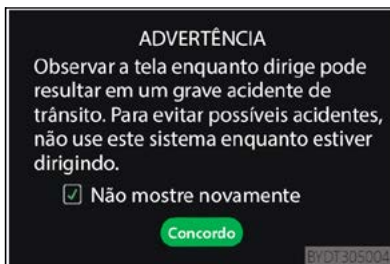 ADVERTÊNCIA
Observar a tela enquanto dirige pode
resultar em um grave acidente de
trânsito. Para evitar possíveis acidentes,
não use este sistema enquanto estiver
dirigindo.
Não mostre novamente
Concordo
BYDT305004